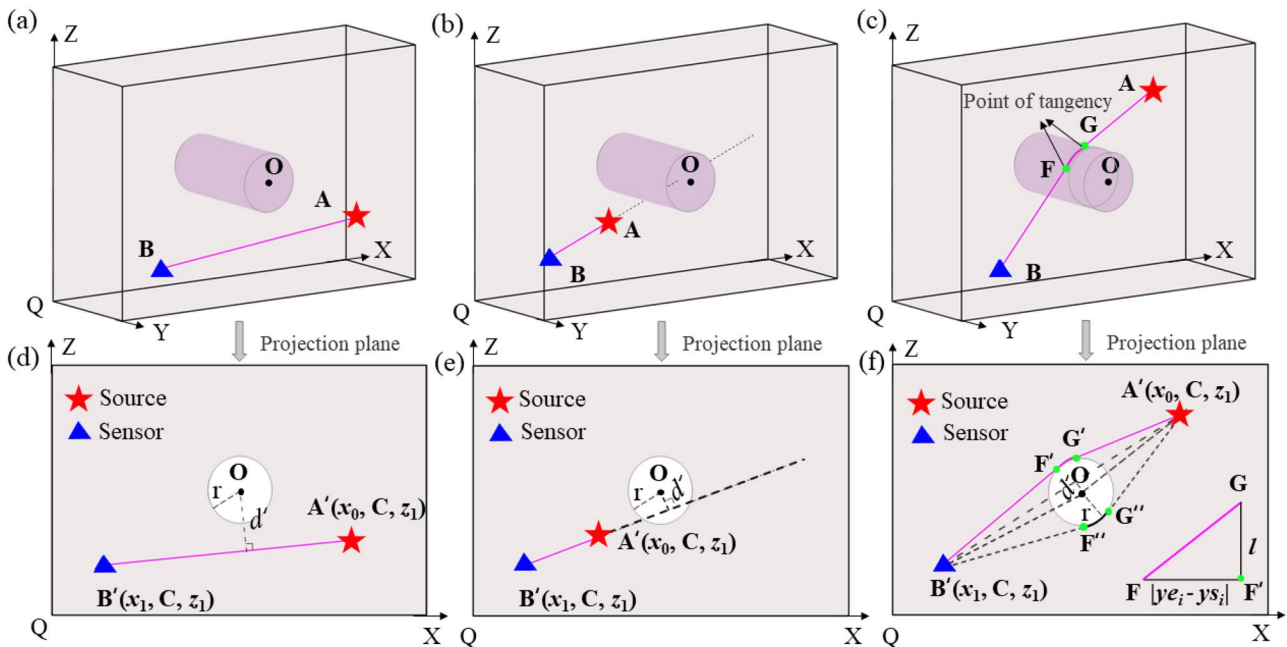 (a)
Z
O
A
B
X
Q
Y
(b)
Z
O
A
B
X
Q
Y
(c)
Z
A
Point of tangency
G
F
O
B
X
Q
Y
Projection plane
Projection plane
Projection plane
(d)
Z
Source
Sensor
O
r
d'
A'(x₀, C, z₁)
B'(x₁, C, z₁)
Q
X
(e)
Z
Source
Sensor
O
r
d'
A'(x₀, C, z₁)
B'(x₁, C, z₁)
Q
X
(f)
Z
Source
Sensor
A'(x₀, C, z₁)
G'
F'
O
d'
r
G''
F''
B'(x₁, C, z₁)
G
l
F
F'
|yeᵢ - ysᵢ|
Q
X